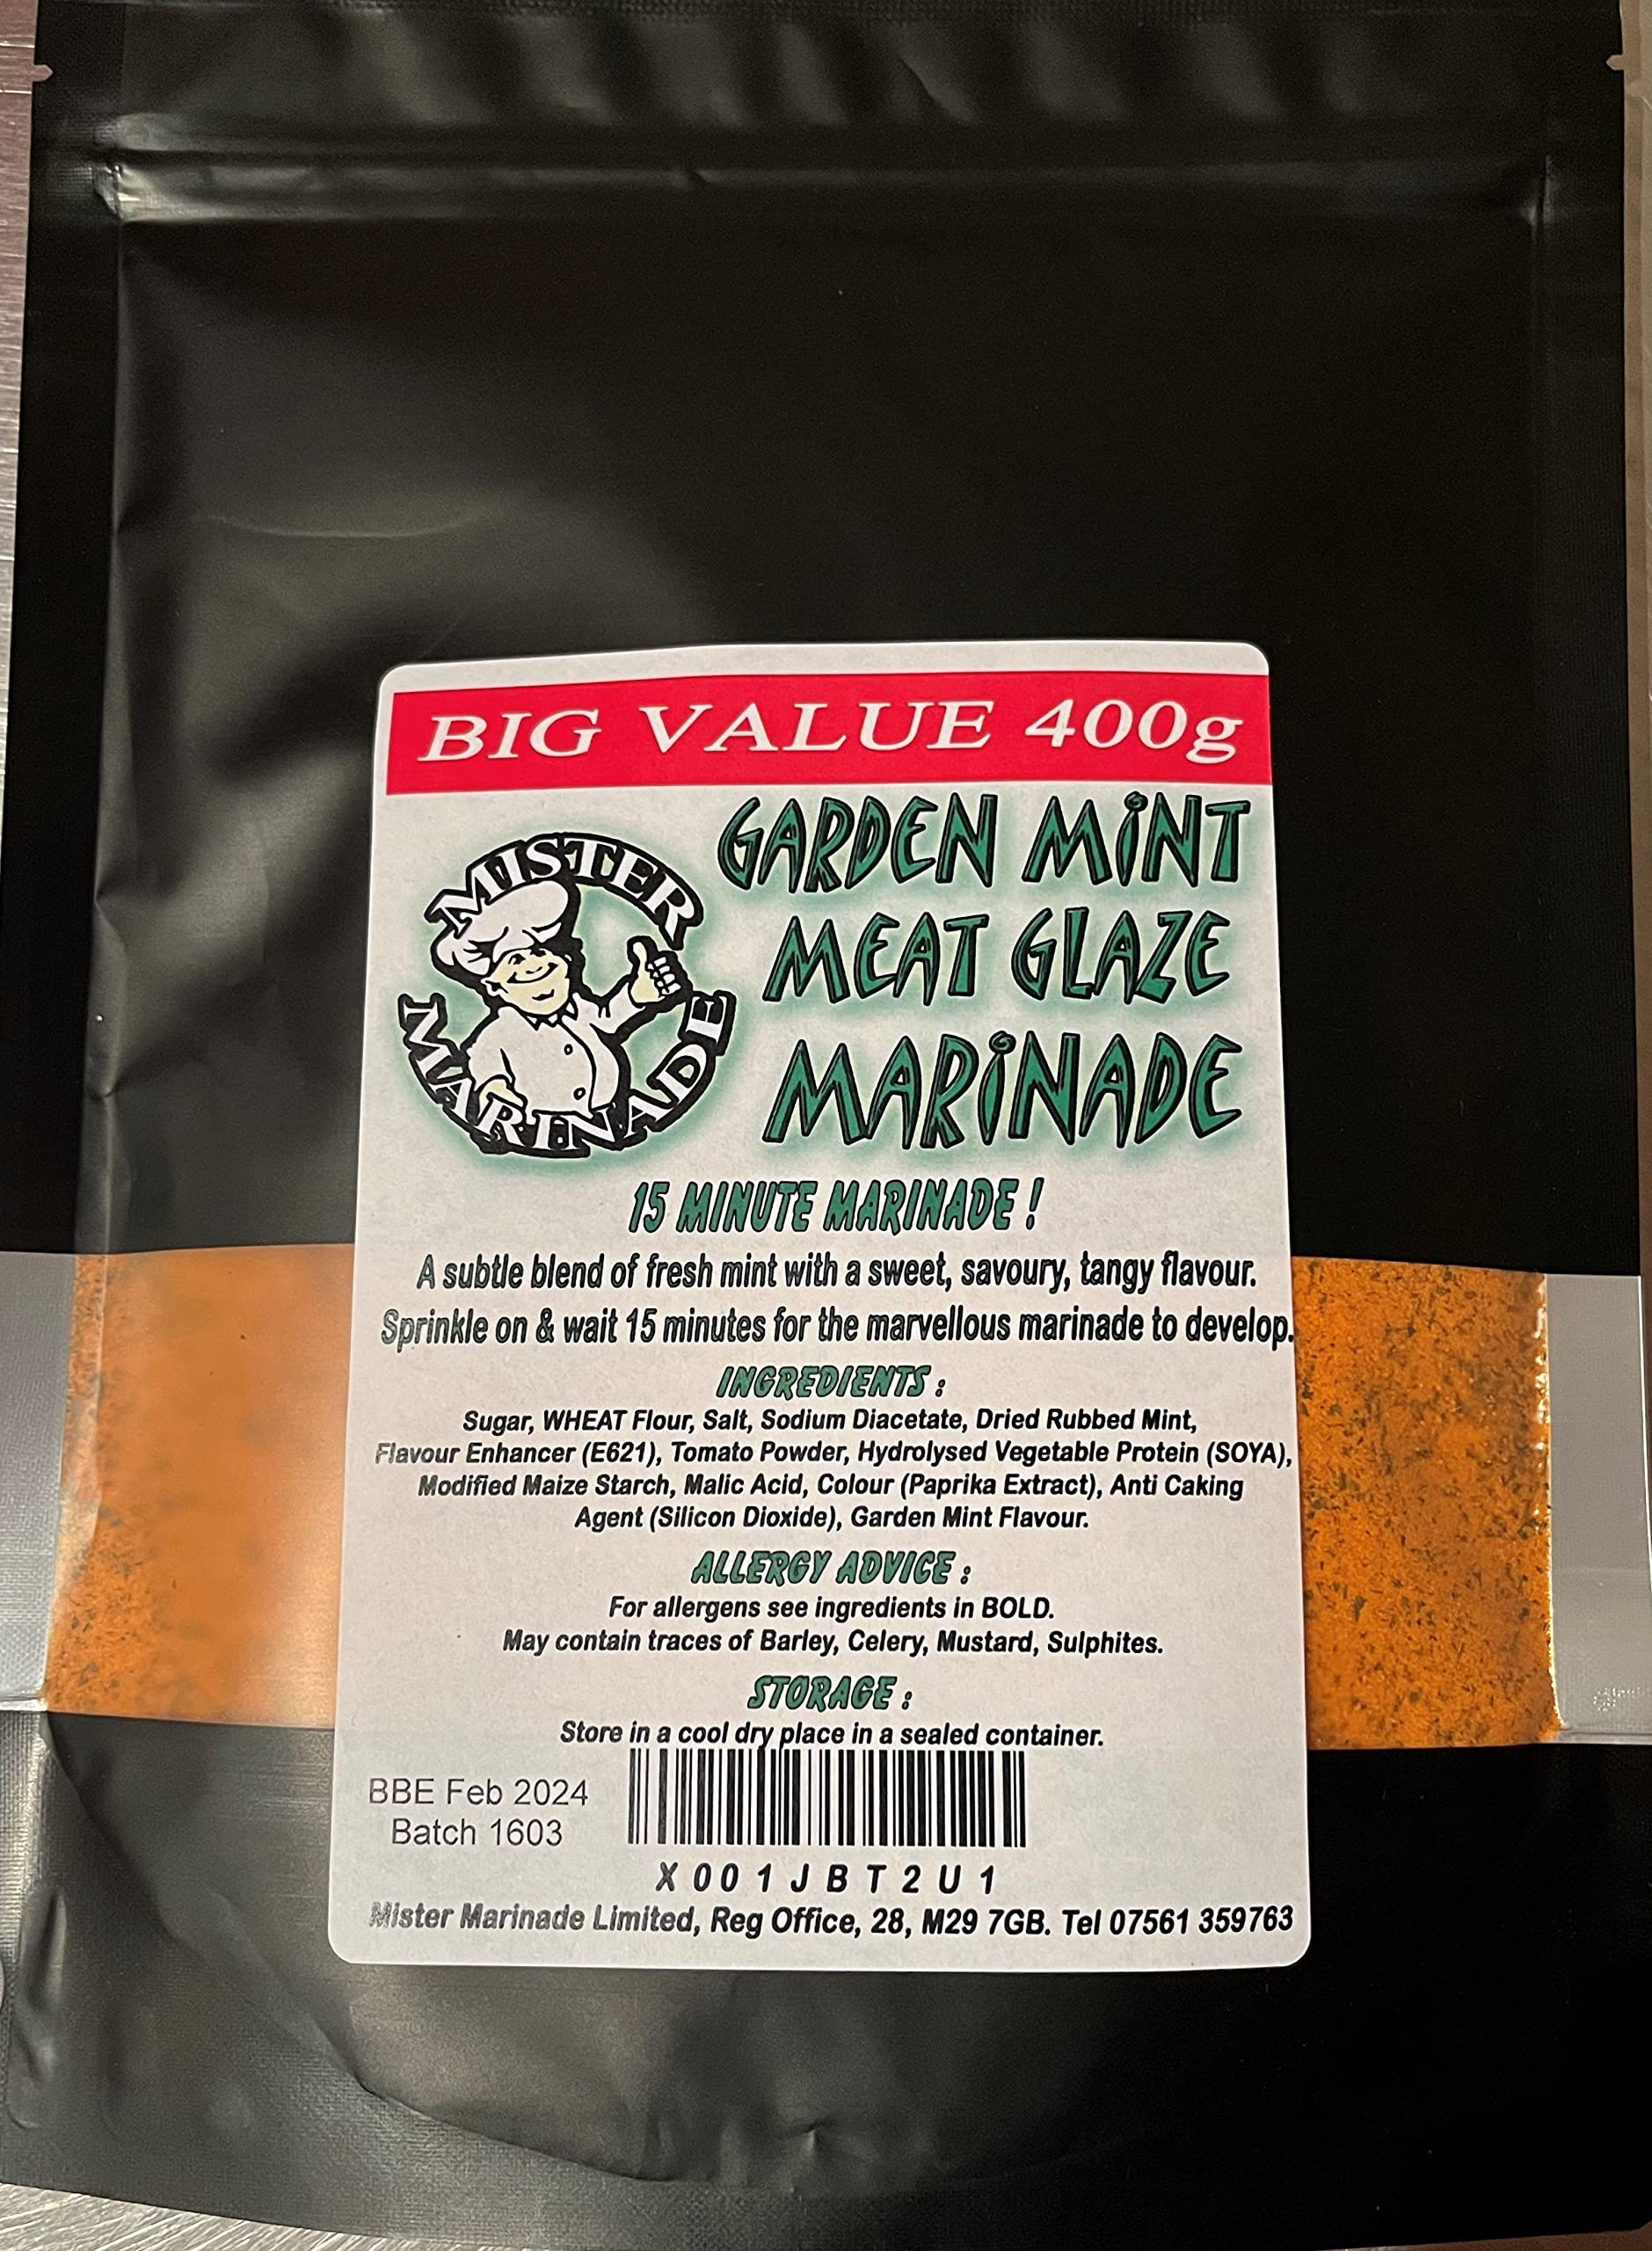 BIG VALUE 400g
MISTER
MARINADE
GARDEN MINT
MEAT GLAZE
MARINADE
15 MINUTE MARINADE !
A subtle blend of fresh mint with a sweet, savoury, tangy flavour.
Sprinkle on & wait 15 minutes for the marvellous marinade to develop.
INGREDIENTS :
Sugar, WHEAT Flour, Salt, Sodium Diacetate, Dried Rubbed Mint,
Flavour Enhancer (E621), Tomato Powder, Hydrolysed Vegetable Protein (SOYA),
Modified Maize Starch, Malic Acid, Colour (Paprika Extract), Anti Caking
Agent (Silicon Dioxide), Garden Mint Flavour.
ALLERGY ADVICE :
For allergens see ingredients in BOLD.
May contain traces of Barley, Celery, Mustard, Sulphites.
STORAGE :
Store in a cool dry place in a sealed container.
BBE Feb 2024
Batch 1603
X001JBT2U1
Mister Marinade Limited, Reg Office, 28, M29 7GB. Tel 07561 359763